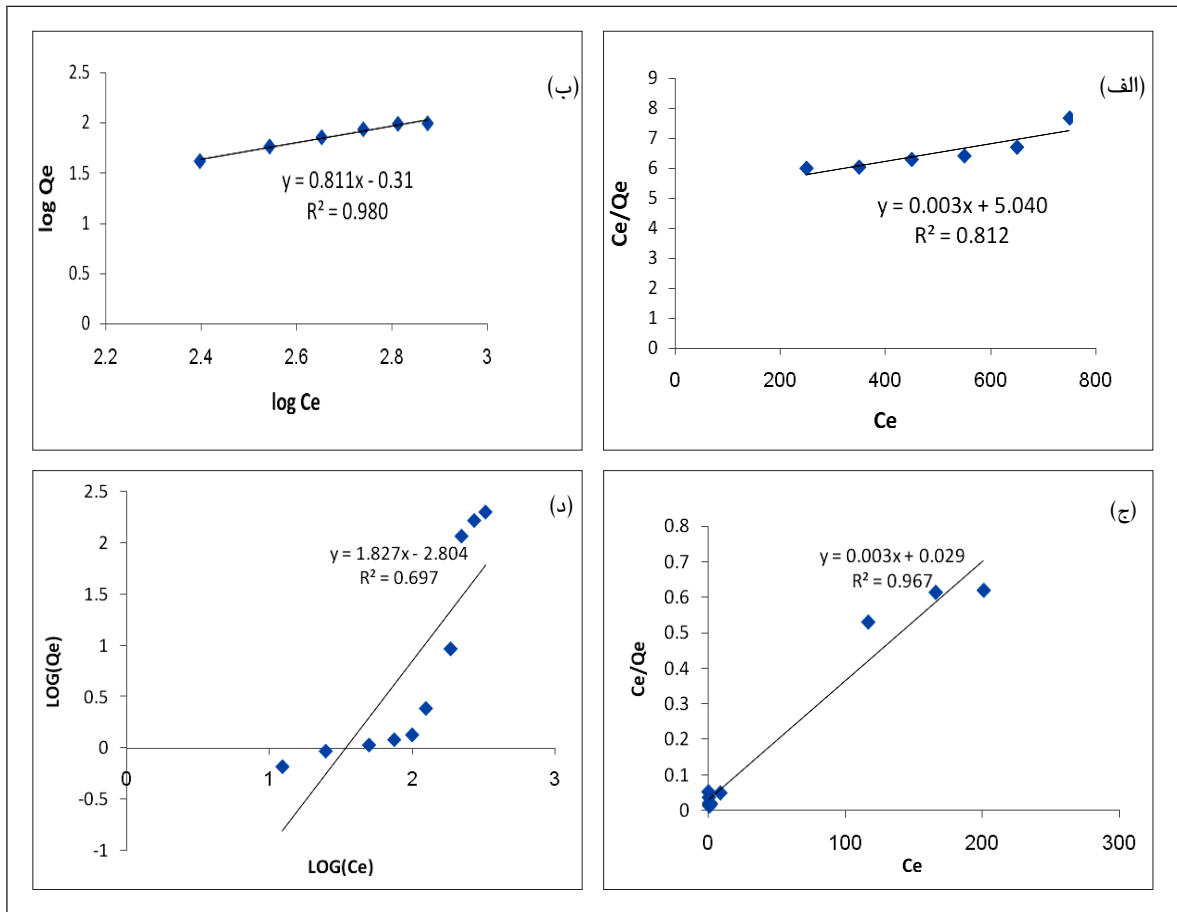 (الف)
9
8
7
6
5
4
3
2
1
0
Ce/Qe
y = 0.003x + 5.040
R² = 0.812
0 200 400 600 800
Ce
(ب)
2.5
2
1.5
1
0.5
0
log Qe
y = 0.811x - 0.31
R² = 0.980
2.2 2.4 2.6 2.8 3
log Ce
(ج)
0.8
0.7
0.6
0.5
0.4
0.3
0.2
0.1
0
Ce/Qe
y = 0.003x + 0.029
R² = 0.967
0 100 200 300
Ce
(د)
2.5
2
1.5
1
0.5
0
-0.5
-1
LOG(Qe)
y = 1.827x - 2.804
R² = 0.697
0 1 2 3
LOG(Ce)